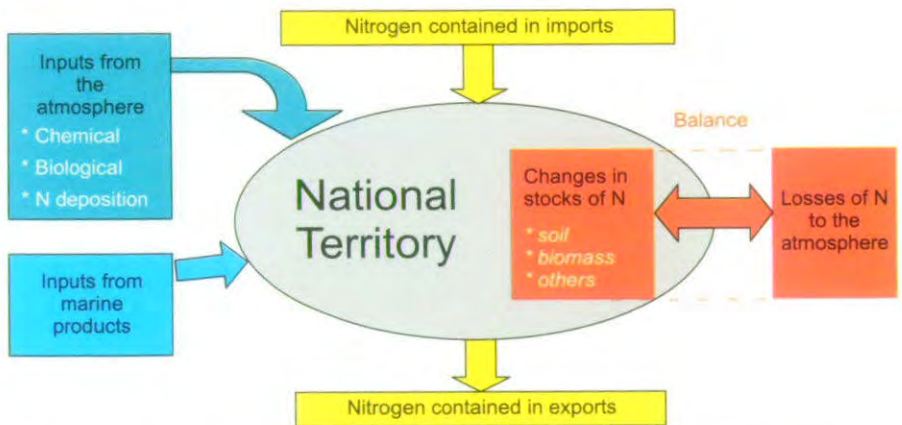 Nitrogen contained in imports
Inputs from
the
atmosphere
* Chemical
* Biological
* N deposition
Balance
National
Territory
Changes in
stocks of N
* soil
* biomass
* others
Losses of N
to the
atmosphere
Inputs from
marine
products
Nitrogen contained in exports